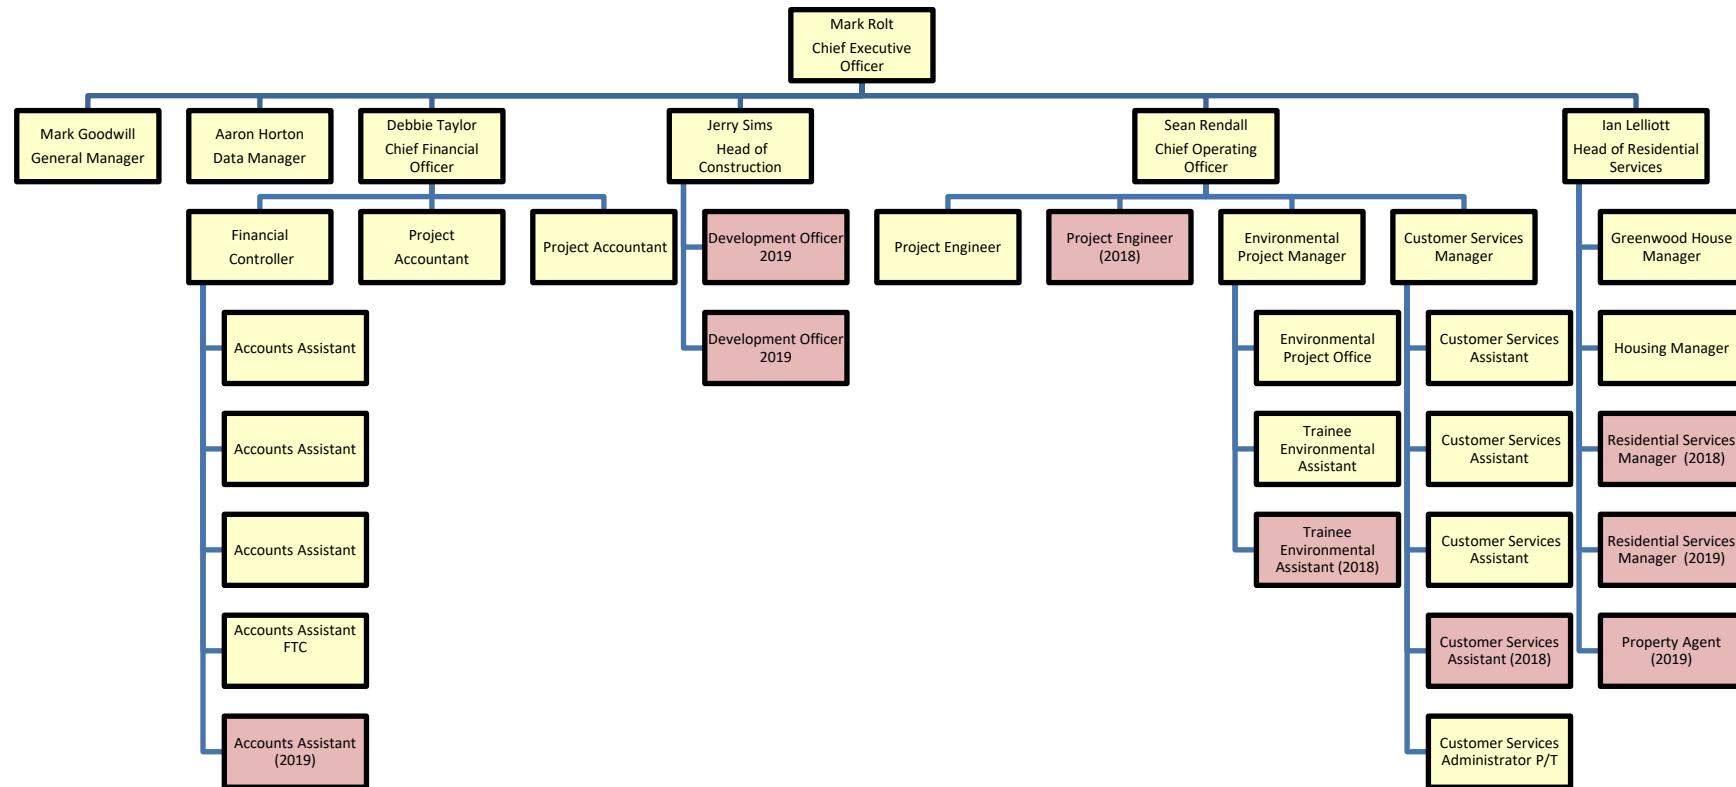 Mark Rolt
Chief Executive
Officer
Mark Goodwill
General Manager
Aaron Horton
Data Manager
Debbie Taylor
Chief Financial
Officer
Jerry Sims
Head of
Construction
Sean Rendall
Chief Operating
Officer
Ian Lelliott
Head of Residential
Services
Financial
Controller
Project
Accountant
Project Accountant
Development Officer
2019
Project Engineer
Project Engineer
(2018)
Environmental
Project Manager
Customer Services
Manager
Greenwood House
Manager
Accounts Assistant
Development Officer
2019
Environmental
Project Office
Customer Services
Assistant
Housing Manager
Accounts Assistant
Trainee
Environmental
Assistant
Customer Services
Assistant
Residential Services
Manager (2018)
Accounts Assistant
Trainee
Environmental
Assistant (2018)
Customer Services
Assistant
Residential Services
Manager (2019)
Accounts Assistant
FTC
Customer Services
Assistant (2018)
Property Agent
(2019)
Accounts Assistant
(2019)
Customer Services
Administrator P/T